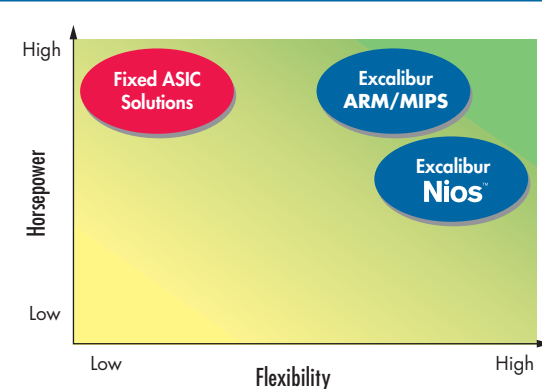 High
Fixed ASIC
Solutions
Excalibur
ARM/MIPS
Excalibur
Nios™
Horsepower
Low
Low
High
Flexibility